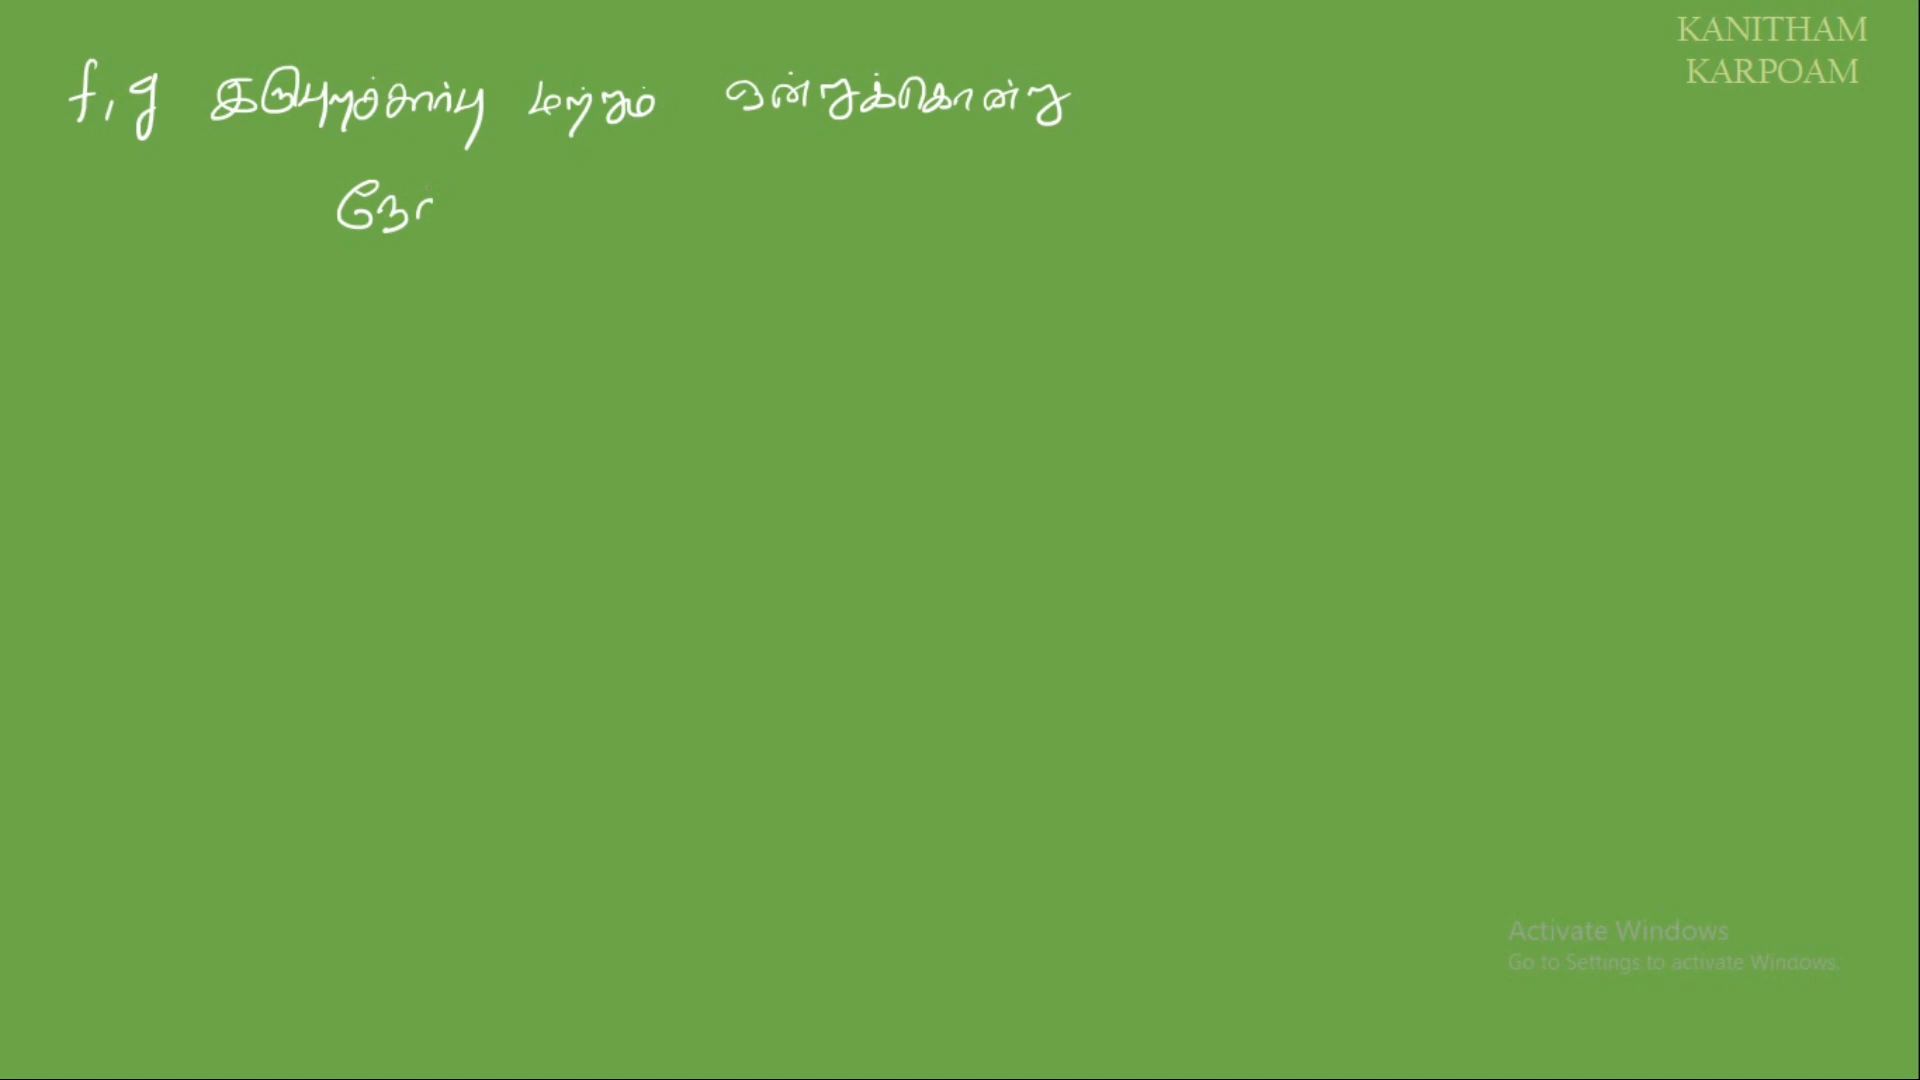 KANITHAM
KARPOAM
f, g இருபுறச்சார்பு மற்றும் ஒன்றுக்கொன்று
நேர்
Activate Windows
Go to Settings to activate Windows.